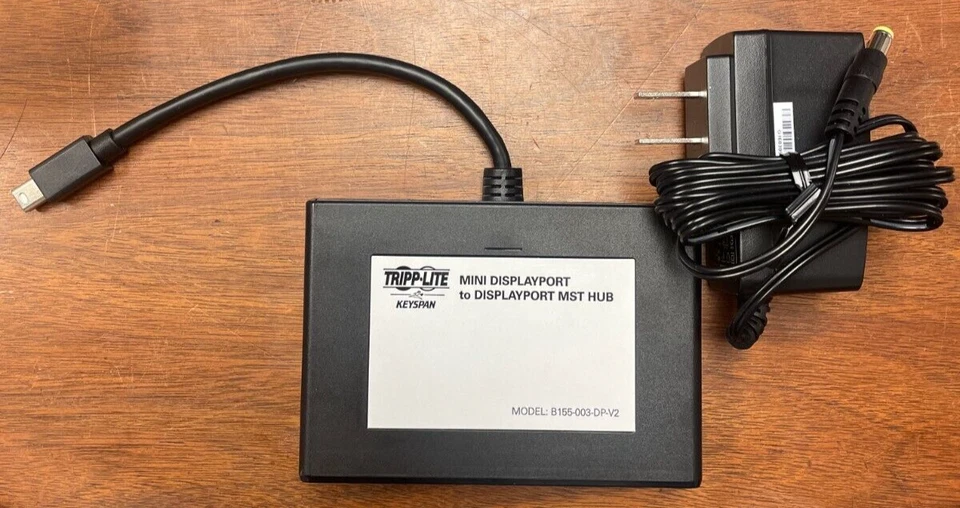 TRIPP·LITE
KEYSPAN
MINI DISPLAYPORT
to DISPLAYPORT MST HUB
MODEL: B155-003-DP-V2